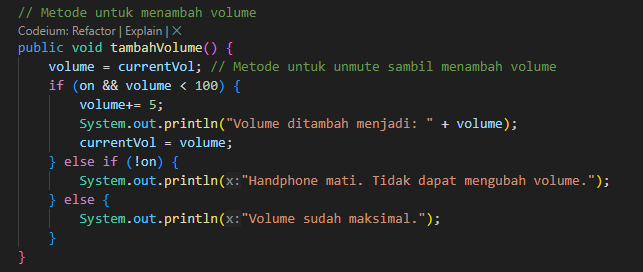 // Metode untuk menambah volume
Codeium: Refactor | Explain | X
public void tambahVolume() {
    volume = currentVol; // Metode untuk unmute sambil menambah volume
    if (on && volume < 100) {
        volume+= 5;
        System.out.println("Volume ditambah menjadi: " + volume);
        currentVol = volume;
    } else if (!on) {
        System.out.println(x:"Handphone mati. Tidak dapat mengubah volume.");
    } else {
        System.out.println(x:"Volume sudah maksimal.");
    }
}